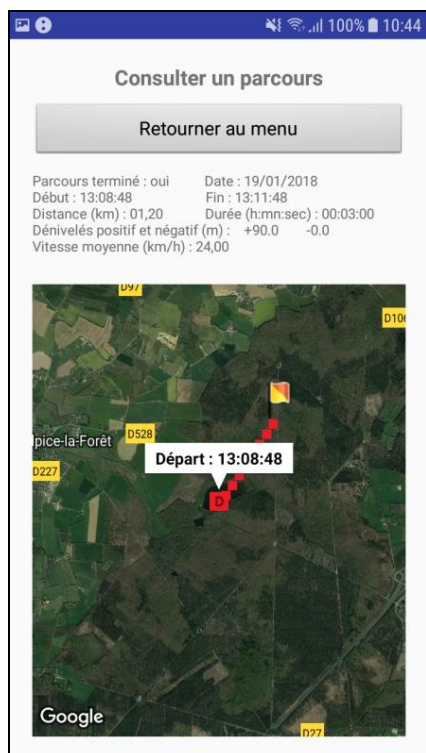 100% 10:44
Consulter un parcours
Retourner au menu
Parcours terminé : oui Date : 19/01/2018
Début : 13:08:48 Fin : 13:11:48
Distance (km) : 01,20 Durée (h:mn:sec) : 00:03:00
Dénivelés positif et négatif (m) : +90.0 -0.0
Vitesse moyenne (km/h) : 24,00
D97
D106
lpice-la-Forêt D528
D227
Départ : 13:08:48
D
Google
D27